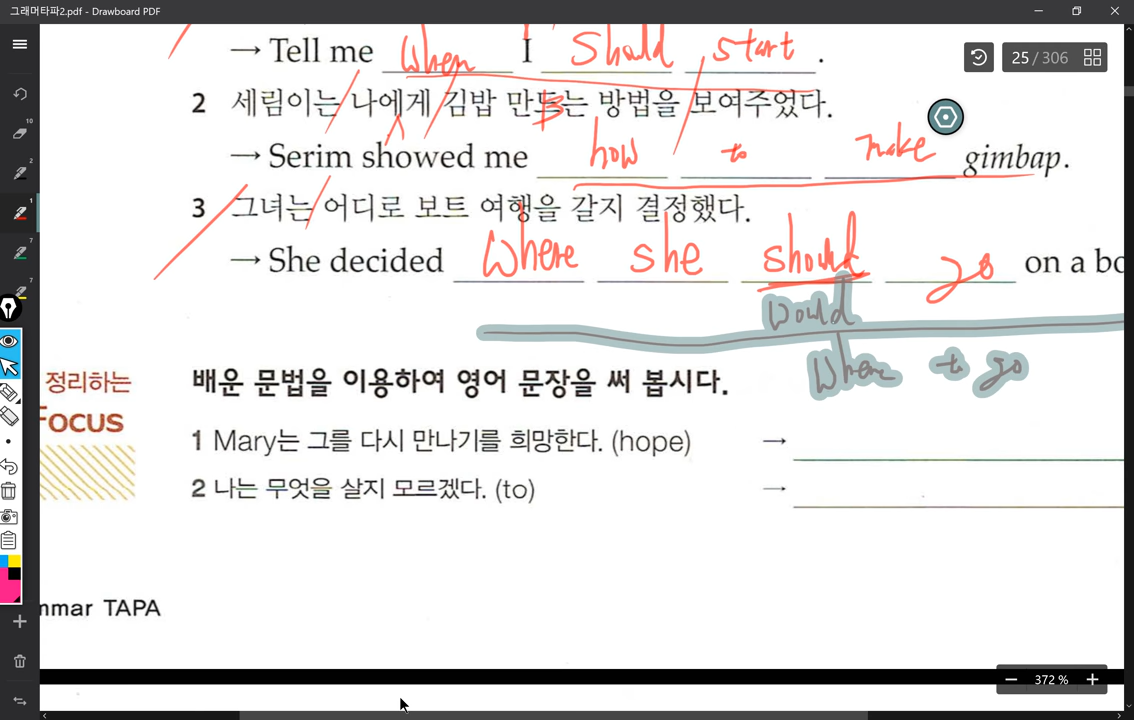 그래머타파2.pdf - Drawboard PDF
25 / 306
→ Tell me When I Should start .
2 세림이는 나에게 김밥 만드는 방법을 보여주었다.
→ Serim showed me how to make gimbap.
3 그녀는 어디로 보트 여행을 갈지 결정했다.
→ She decided Where she should go on a bo
Would
Where to go
정리하는
Focus
배운 문법을 이용하여 영어 문장을 써 봅시다.
1 Mary는 그를 다시 만나기를 희망한다. (hope) →
2 나는 무엇을 살지 모르겠다. (to) →
mmar TAPA
372 %